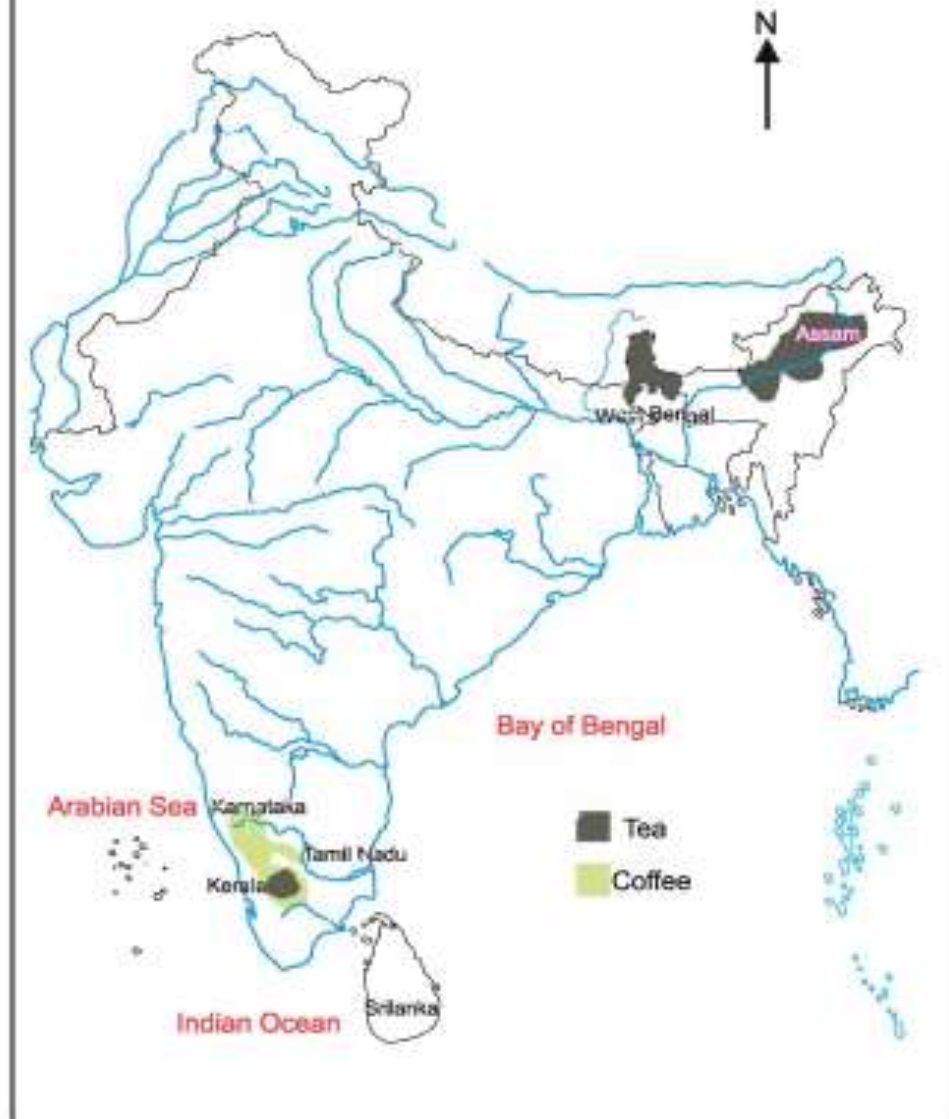 N
Assam
West Bengal
Bay of Bengal
Arabian Sea
Karnataka
Tea
Tamil Nadu
Coffee
Kerala
Srilanka
Indian Ocean